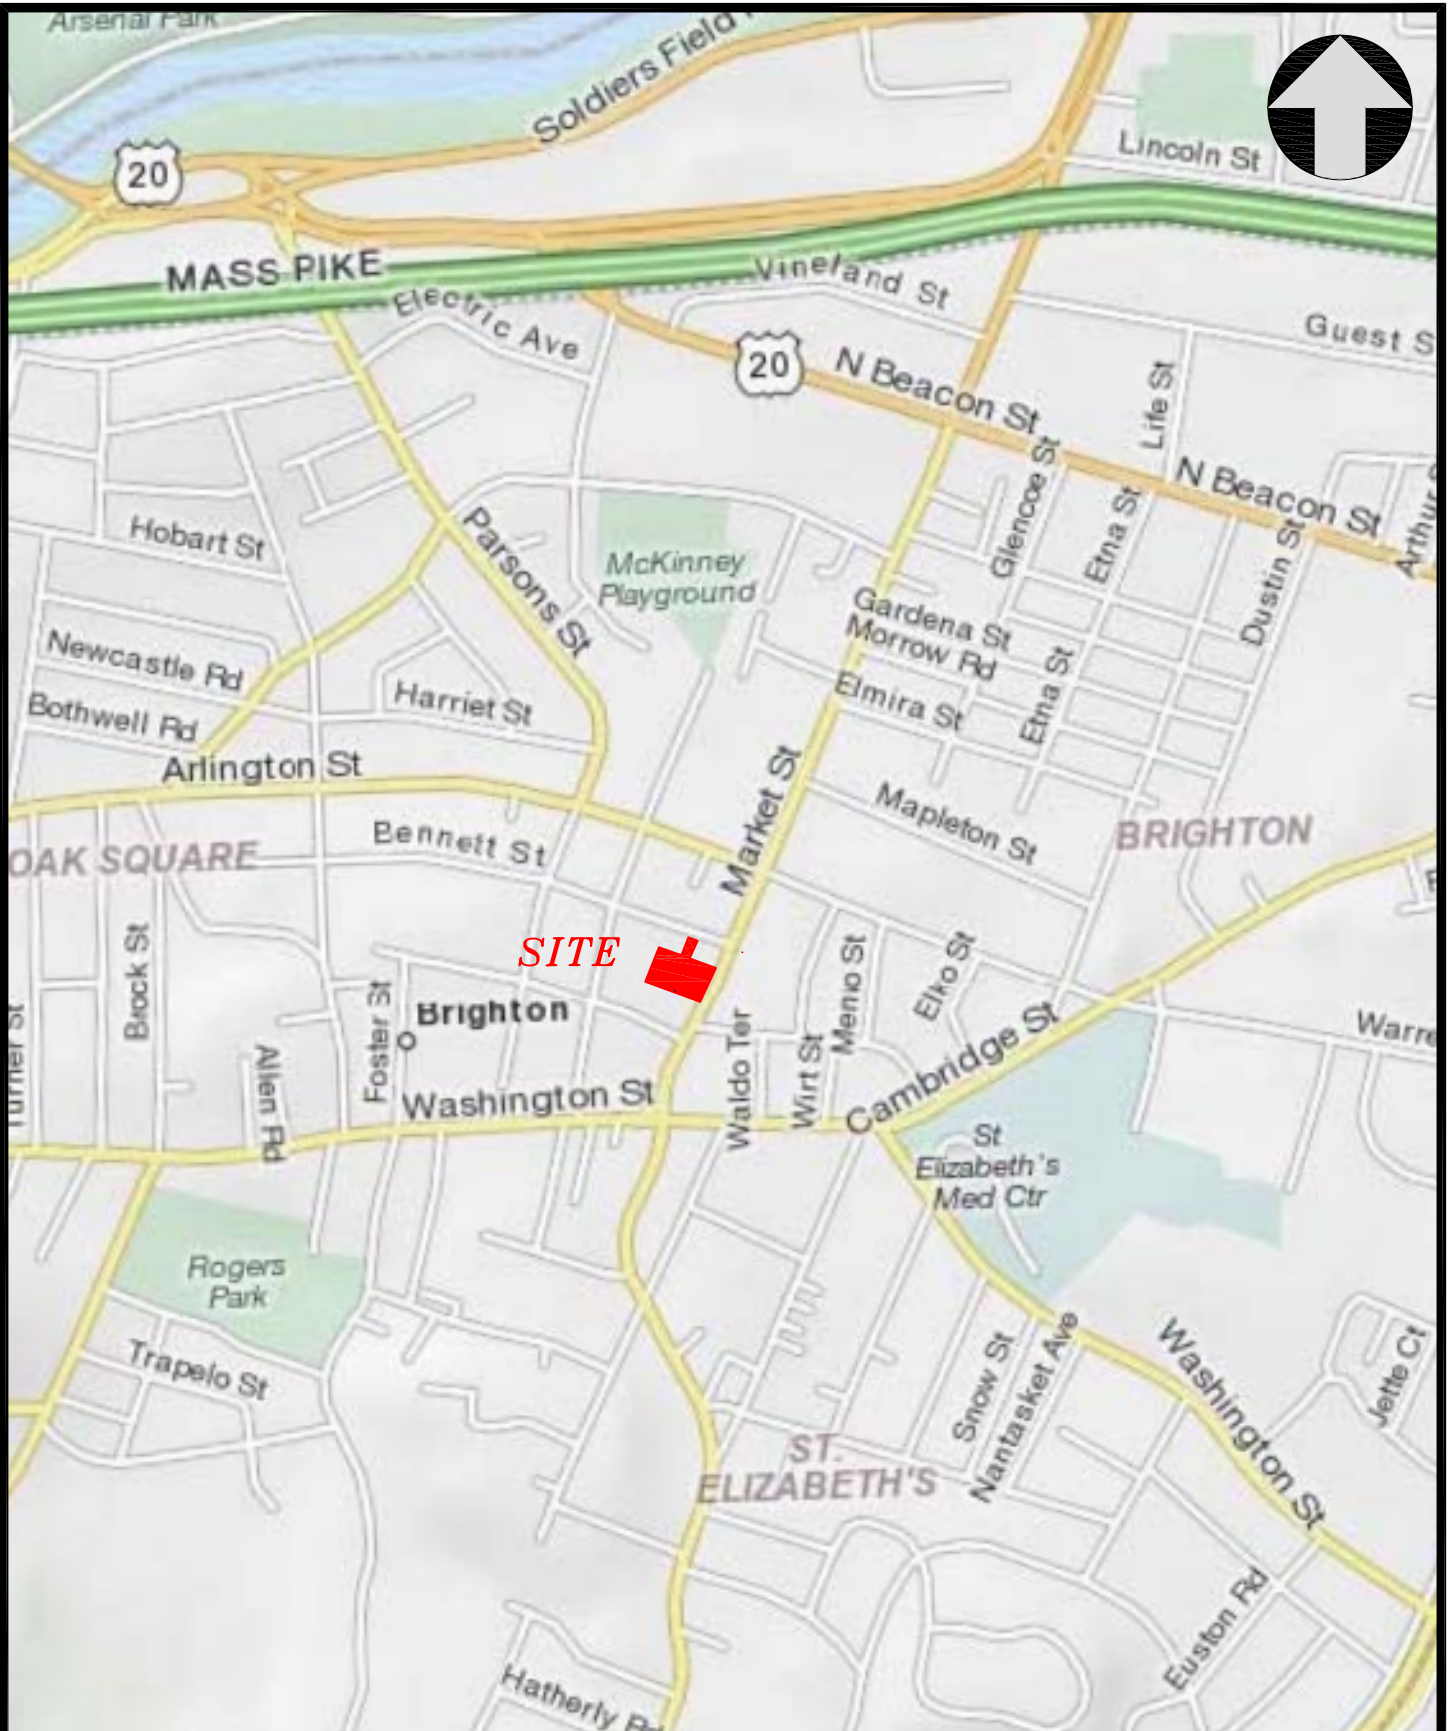 Arsenal Park
Soldiers Field
20
Lincoln St
MASS PIKE
Vineland St
Electric Ave
Guest S
20
N Beacon St
Life St
N Beacon St
Glencoe St
Etna St
Arthur S
Hobart St
Parsons St
McKinney
Playground
Dustin St
Gardena St
Morrow Rd
Newcastle Rd
Elmira St
Etna St
Harriet St
Bothwell Rd
Arlington St
Market St
Mapleton St
BRIGHTON
Bennett St
OAK SQUARE
SITE
Brock St
Foster St
Brighton
Menlo St
Elko St
Cambridge St
Warre
Turner St
Allen Rd
Washington St
Waldo Ter
Wirt St
St
Elizabeth's
Med Ctr
Rogers
Park
Trapelo St
Snow St
Nantasket Ave
Washington St
Jette Ct
ST.
ELIZABETH'S
Euston Rd
Hatherly Rd